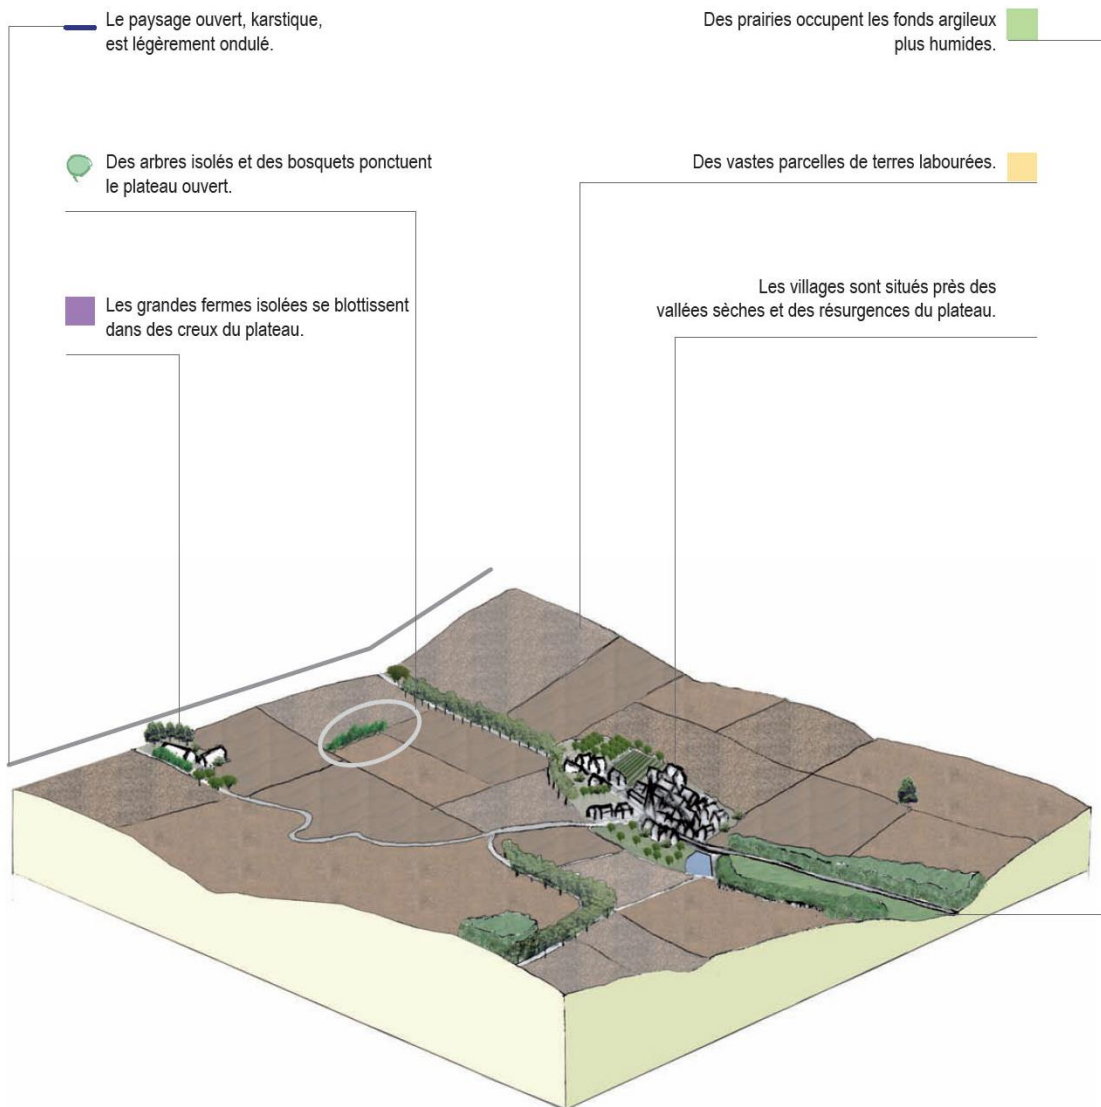 Le paysage ouvert, karstique,
est légèrement ondulé.
Des prairies occupent les fonds argileux
plus humides.
Des arbres isolés et des bosquets ponctuent
le plateau ouvert.
Des vastes parcelles de terres labourées.
Les grandes fermes isolées se blottissent
dans des creux du plateau.
Les villages sont situés près des
vallées sèches et des résurgences du plateau.